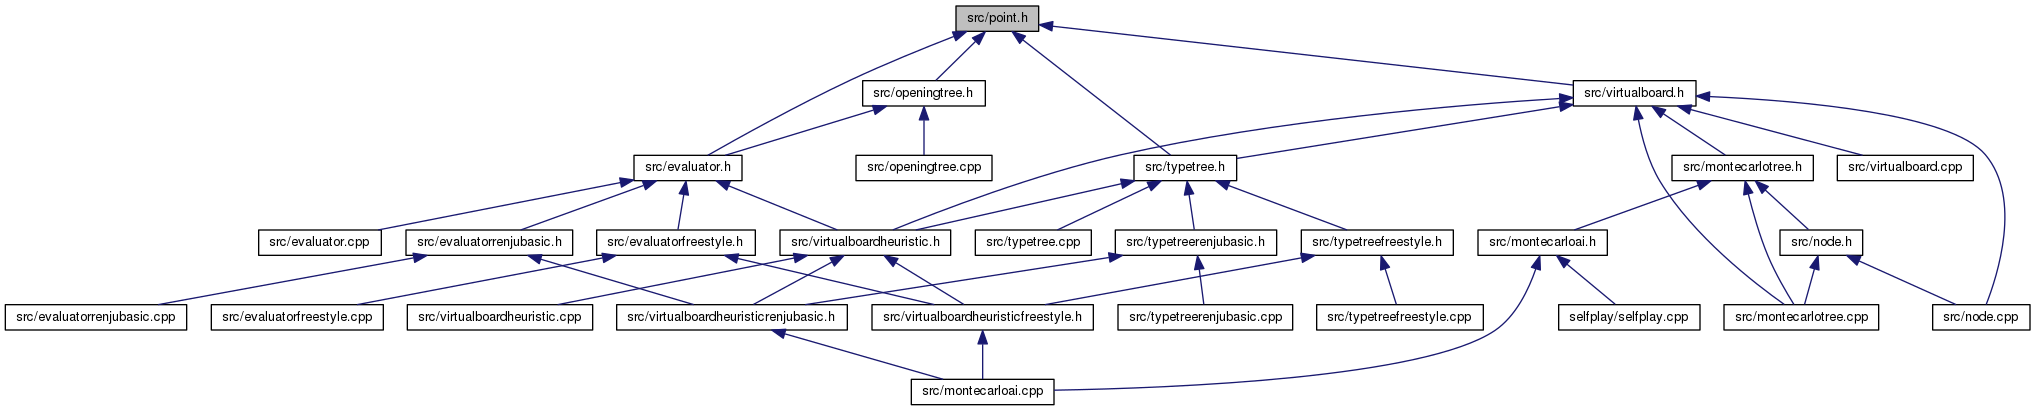 src/point.h
src/openingtree.h
src/virtualboard.h
src/evaluator.h
src/openingtree.cpp
src/typetree.h
src/montecarlotree.h
src/virtualboard.cpp
src/evaluator.cpp
src/evaluatorrenjubasic.h
src/evaluatorfreestyle.h
src/virtualboardheuristic.h
src/typetree.cpp
src/typetreerenjubasic.h
src/typetreefreestyle.h
src/montecarloai.h
src/node.h
src/evaluatorrenjubasic.cpp
src/evaluatorfreestyle.cpp
src/virtualboardheuristic.cpp
src/virtualboardheuristicrenjubasic.h
src/virtualboardheuristicfreestyle.h
src/typetreerenjubasic.cpp
src/typetreefreestyle.cpp
selfplay/selfplay.cpp
src/montecarlotree.cpp
src/node.cpp
src/montecarloai.cpp